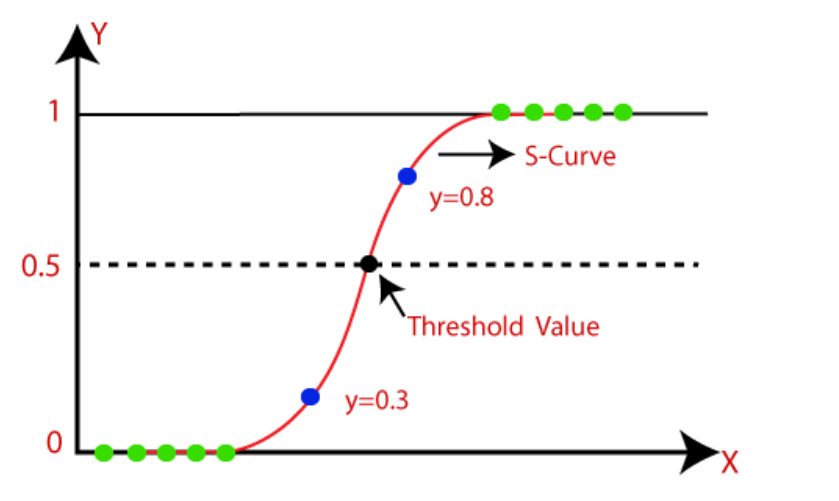 Y
1
S-Curve
y=0.8
0.5
Threshold Value
y=0.3
0
X